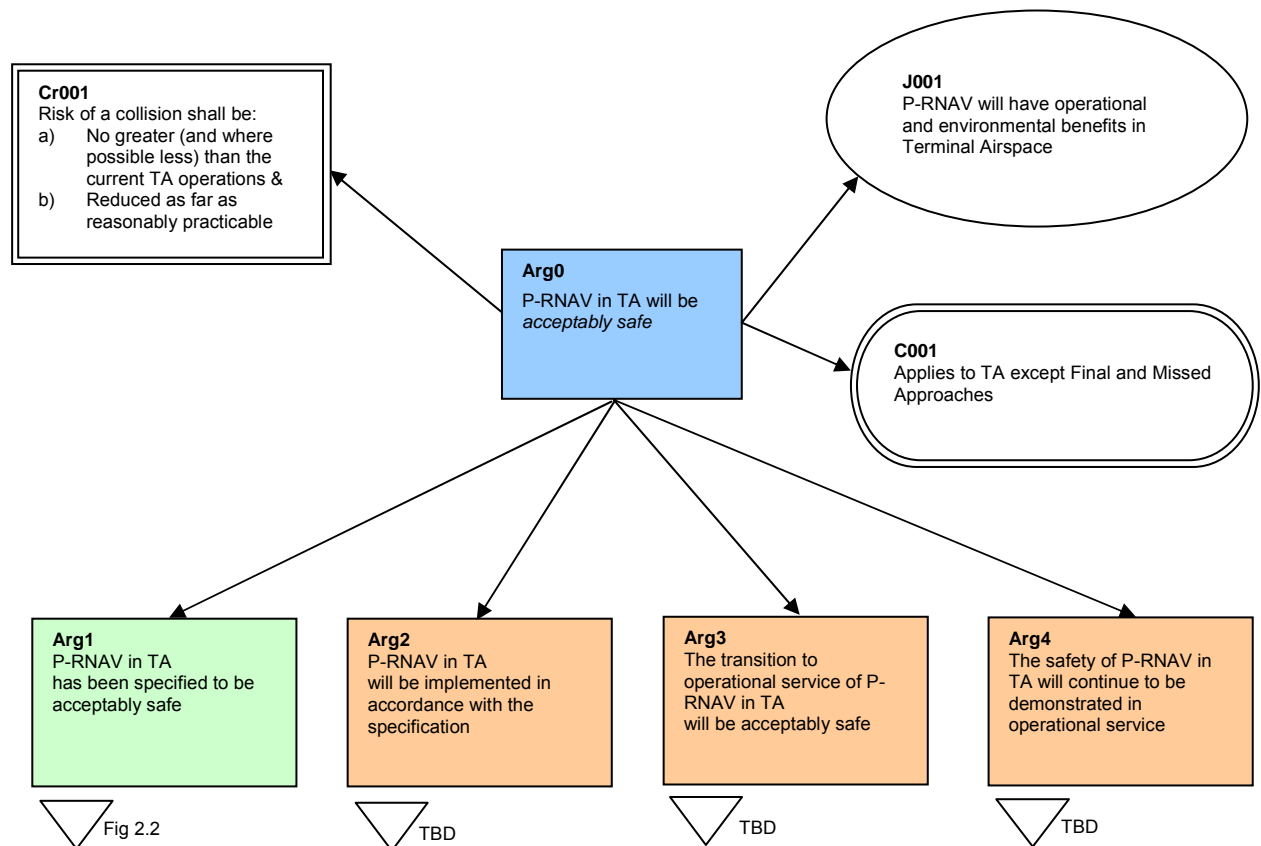 Cr001
Risk of a collision shall be:
a) No greater (and where
possible less) than the
current TA operations &
b) Reduced as far as
reasonably practicable
J001
P-RNAV will have operational
and environmental benefits in
Terminal Airspace
Arg0
P-RNAV in TA will be
acceptably safe
C001
Applies to TA except Final and Missed
Approaches
Arg1
P-RNAV in TA
has been specified to be
acceptably safe
Arg2
P-RNAV in TA
will be implemented in
accordance with the
specification
Arg3
The transition to
operational service of P-
RNAV in TA
will be acceptably safe
Arg4
The safety of P-RNAV in
TA will continue to be
demonstrated in
operational service
Fig 2.2
TBD
TBD
TBD